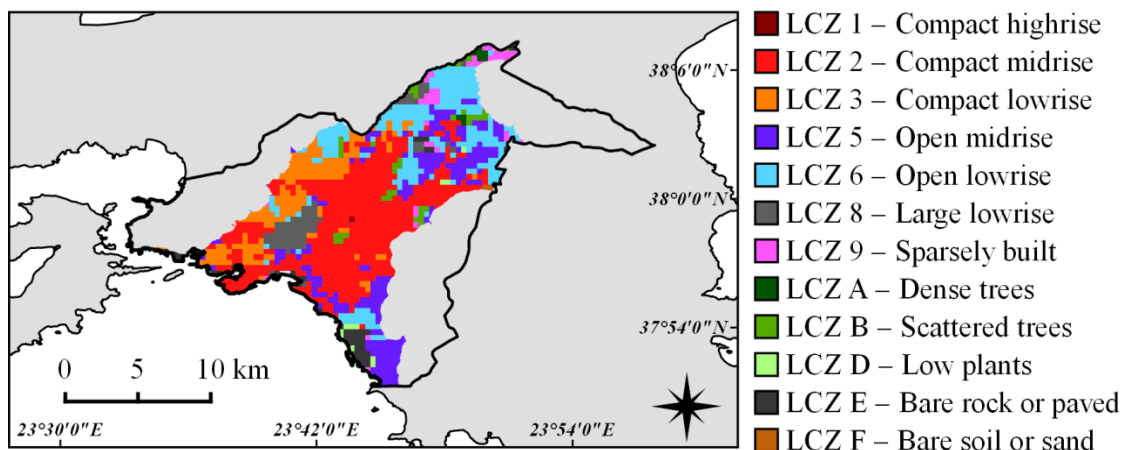 LCZ 1 – Compact highrise
LCZ 2 – Compact midrise
LCZ 3 – Compact lowrise
LCZ 5 – Open midrise
LCZ 6 – Open lowrise
LCZ 8 – Large lowrise
LCZ 9 – Sparsely built
LCZ A – Dense trees
LCZ B – Scattered trees
LCZ D – Low plants
LCZ E – Bare rock or paved
LCZ F – Bare soil or sand
38°6'0"N
38°0'0"N
37°54'0"N
0 5 10 km
23°30'0"E 23°42'0"E 23°54'0"E